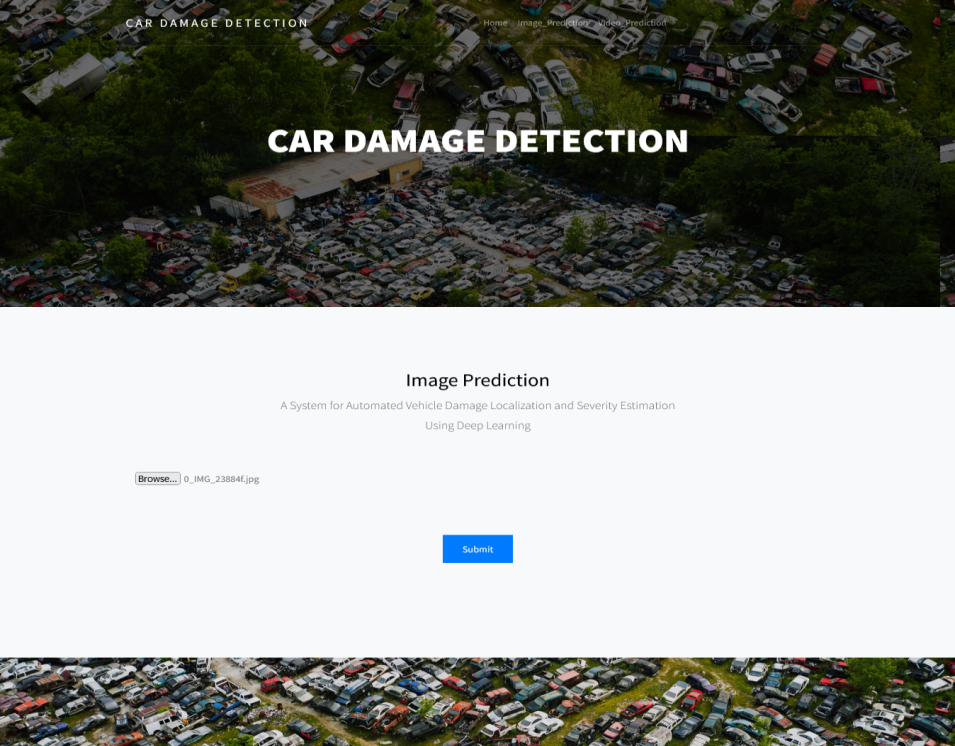 CAR DAMAGE DETECTION
Home Image_Prediction Video_Prediction
CAR DAMAGE DETECTION
Image Prediction
A System for Automated Vehicle Damage Localization and Severity Estimation
Using Deep Learning
Browse... 0_IMG_23884f.jpg
Submit